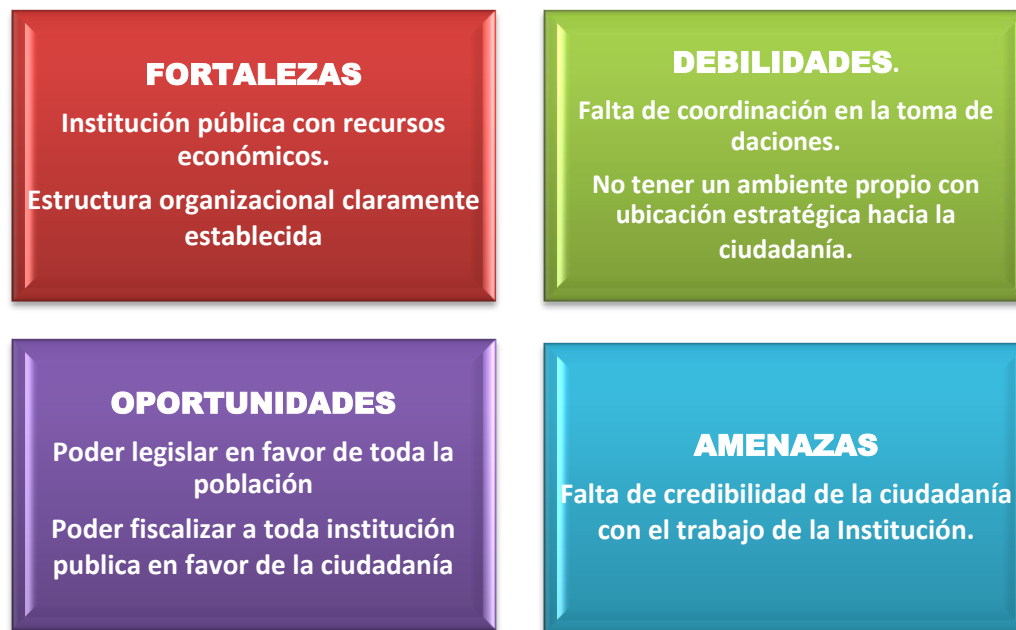 FORTALEZAS
Institución pública con recursos
económicos.
Estructura organizacional claramente
establecida
DEBILIDADES.
Falta de coordinación en la toma de
daciones.
No tener un ambiente propio con
ubicación estratégica hacia la
ciudadanía.
OPORTUNIDADES
Poder legislar en favor de toda la
población
Poder fiscalizar a toda institución
publica en favor de la ciudadanía
AMENAZAS
Falta de credibilidad de la ciudadanía
con el trabajo de la Institución.